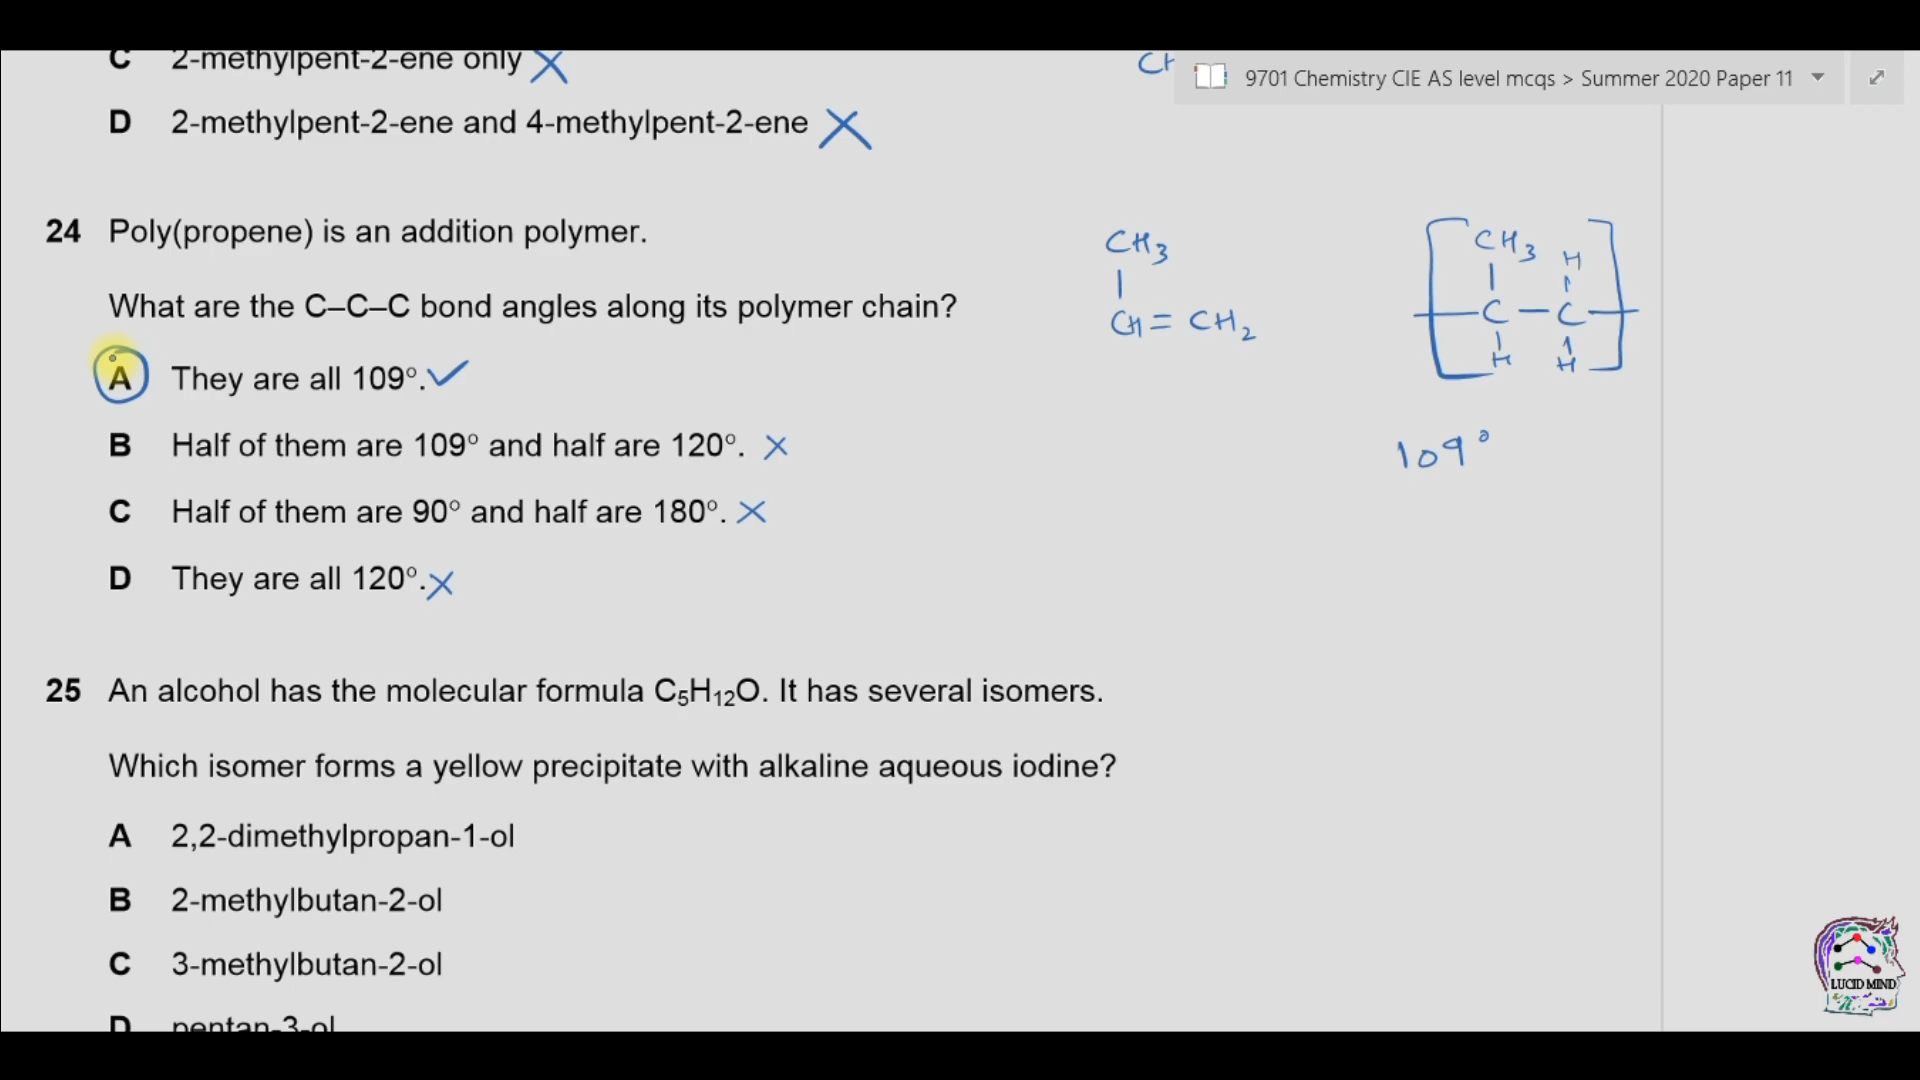 C 2-methylpent-2-ene only ✗
CH
9701 Chemistry CIE AS level mcqs > Summer 2020 Paper 11
D 2-methylpent-2-ene and 4-methylpent-2-ene ✗
24 Poly(propene) is an addition polymer.
What are the C–C–C bond angles along its polymer chain?
A They are all 109°. ✓
B Half of them are 109° and half are 120°. ✗
C Half of them are 90° and half are 180°. ✗
D They are all 120°. ✗
CH3
|
CH = CH2
CH3 H
| |
— C — C —
| |
H H
109°
25 An alcohol has the molecular formula C₅H₁₂O. It has several isomers.
Which isomer forms a yellow precipitate with alkaline aqueous iodine?
A 2,2-dimethylpropan-1-ol
B 2-methylbutan-2-ol
C 3-methylbutan-2-ol
D pentan-3-ol
LUCID MIND